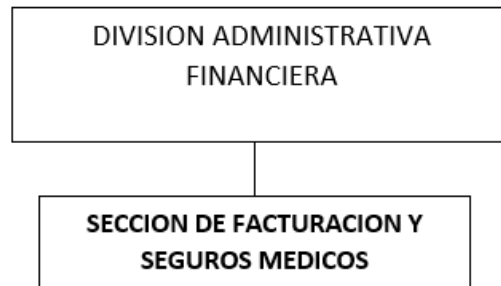 DIVISION ADMINISTRATIVA
FINANCIERA
SECCION DE FACTURACION Y
SEGUROS MEDICOS